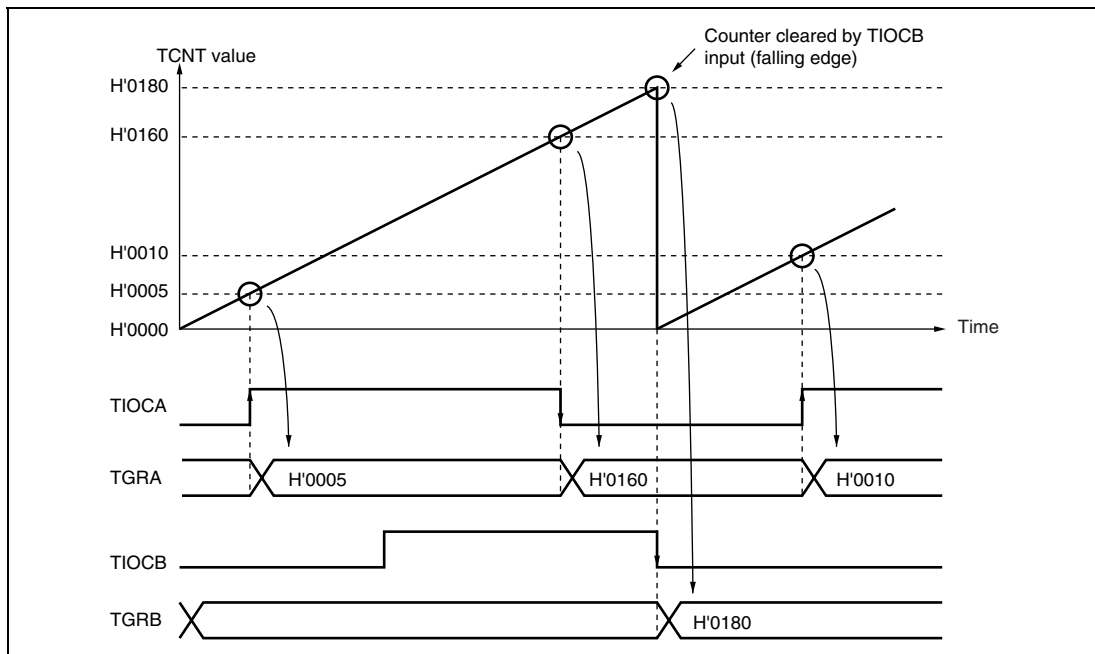 Counter cleared by TIOCB
input (falling edge)
TCNT value
H'0180
H'0160
H'0010
H'0005
H'0000
Time
TIOCA
TGRA
H'0005
H'0160
H'0010
TIOCB
TGRB
H'0180